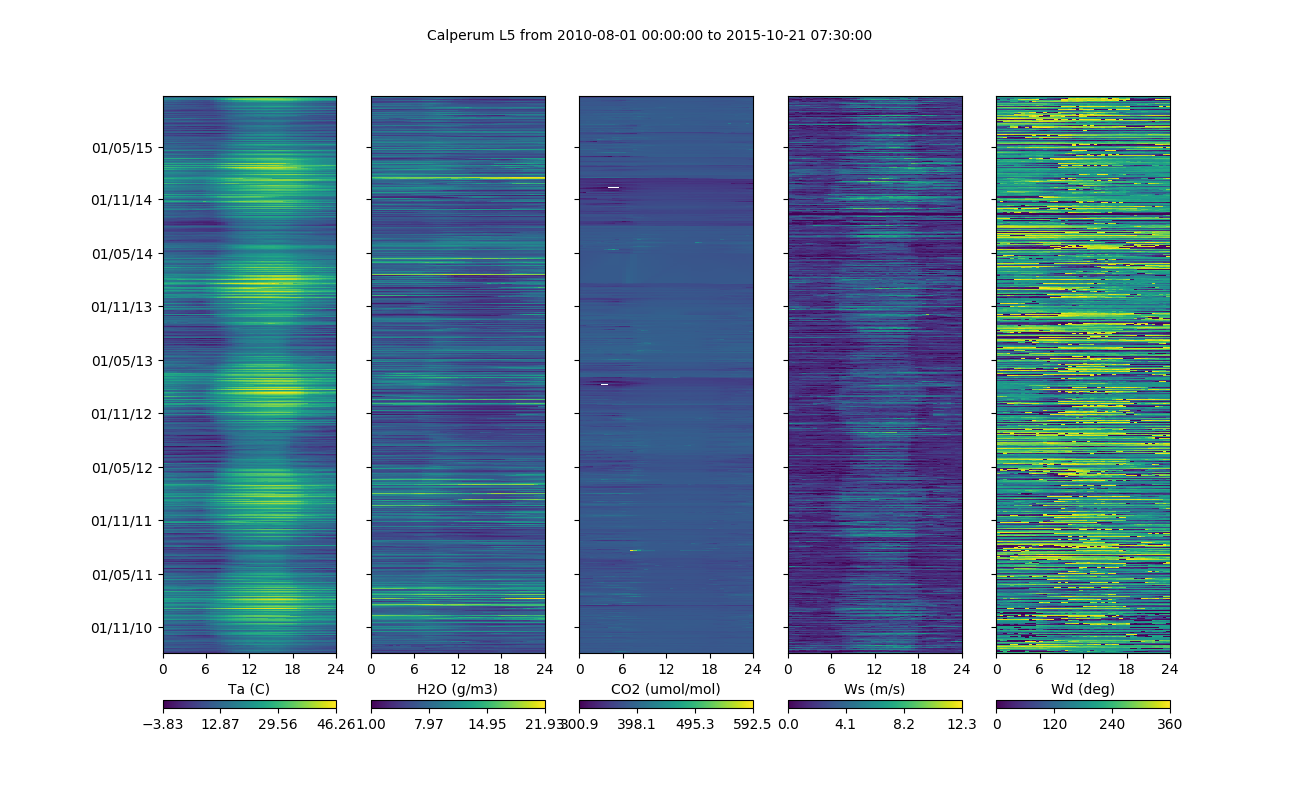 Calperum L5 from 2010-08-01 00:00:00 to 2015-10-21 07:30:00
01/05/15
01/11/14
01/05/14
01/11/13
01/05/13
01/11/12
01/05/12
01/11/11
01/05/11
01/11/10
0 6 12 18 24 0 6 12 18 24 0 6 12 18 24 0 6 12 18 24 0 6 12 18 24
Ta (C) H2O (g/m3) CO2 (umol/mol) Ws (m/s) Wd (deg)
−3.83 12.87 29.56 46.26 1.00 7.97 14.95 21.93 300.9 398.1 495.3 592.5 0.0 4.1 8.2 12.3 0 120 240 360